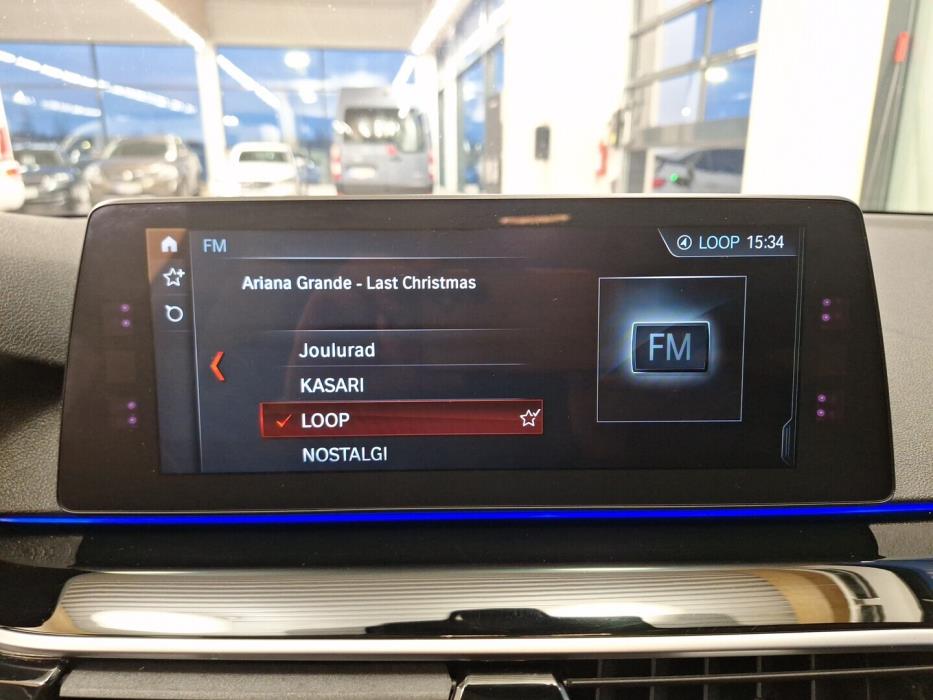 FM
LOOP 15:34
Ariana Grande - Last Christmas
Joulurad
KASARI
LOOP
NOSTALGI
FM